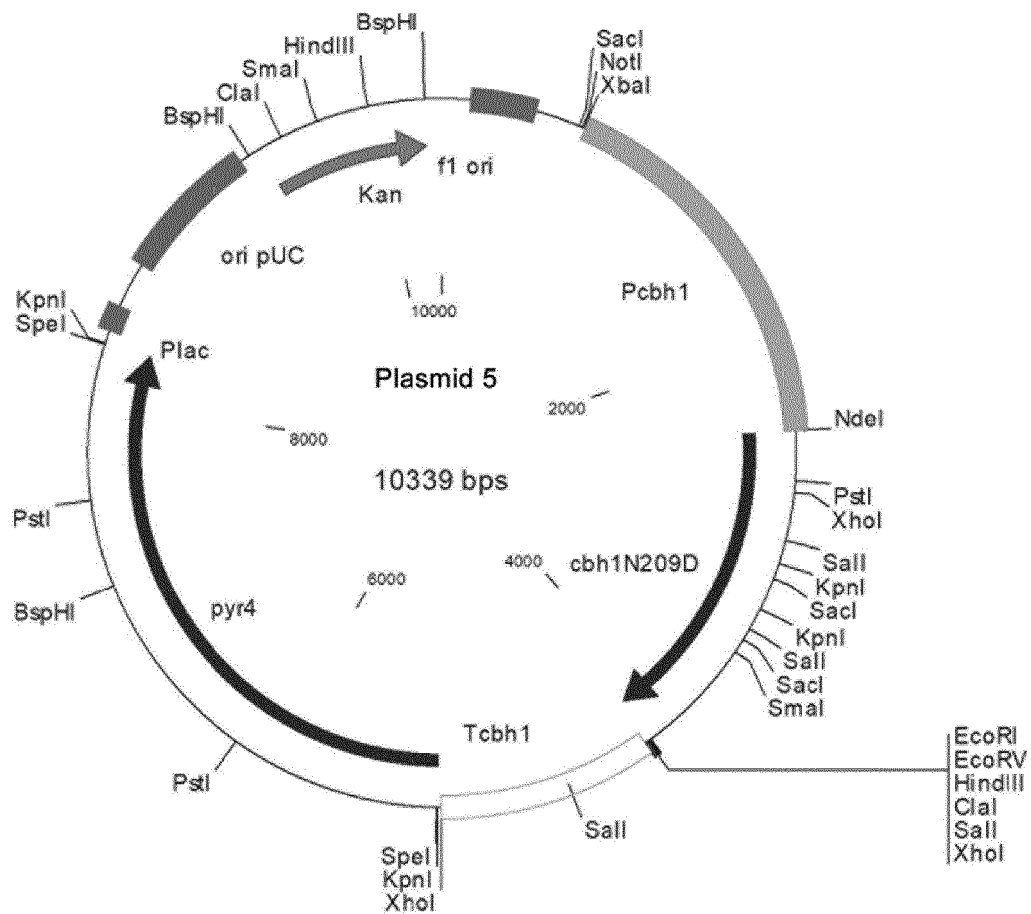 BspHI
HindIII
SmaI
ClaI
BspHI
SacI
NotI
XbaI
f1 ori
Kan
ori pUC
Pcbh1
KpnI
SpeI
Plac
10000
Plasmid 5
2000
8000
NdeI
10339 bps
PstI
XhoI
PstI
4000
cbh1N209D
SalI
KpnI
SacI
6000
BspHI
pyr4
KpnI
SalI
SacI
SmaI
Tcbh1
EcoRI
EcoRV
HindIII
ClaI
SalI
XhoI
PstI
SalI
SpeI
KpnI
XhoI